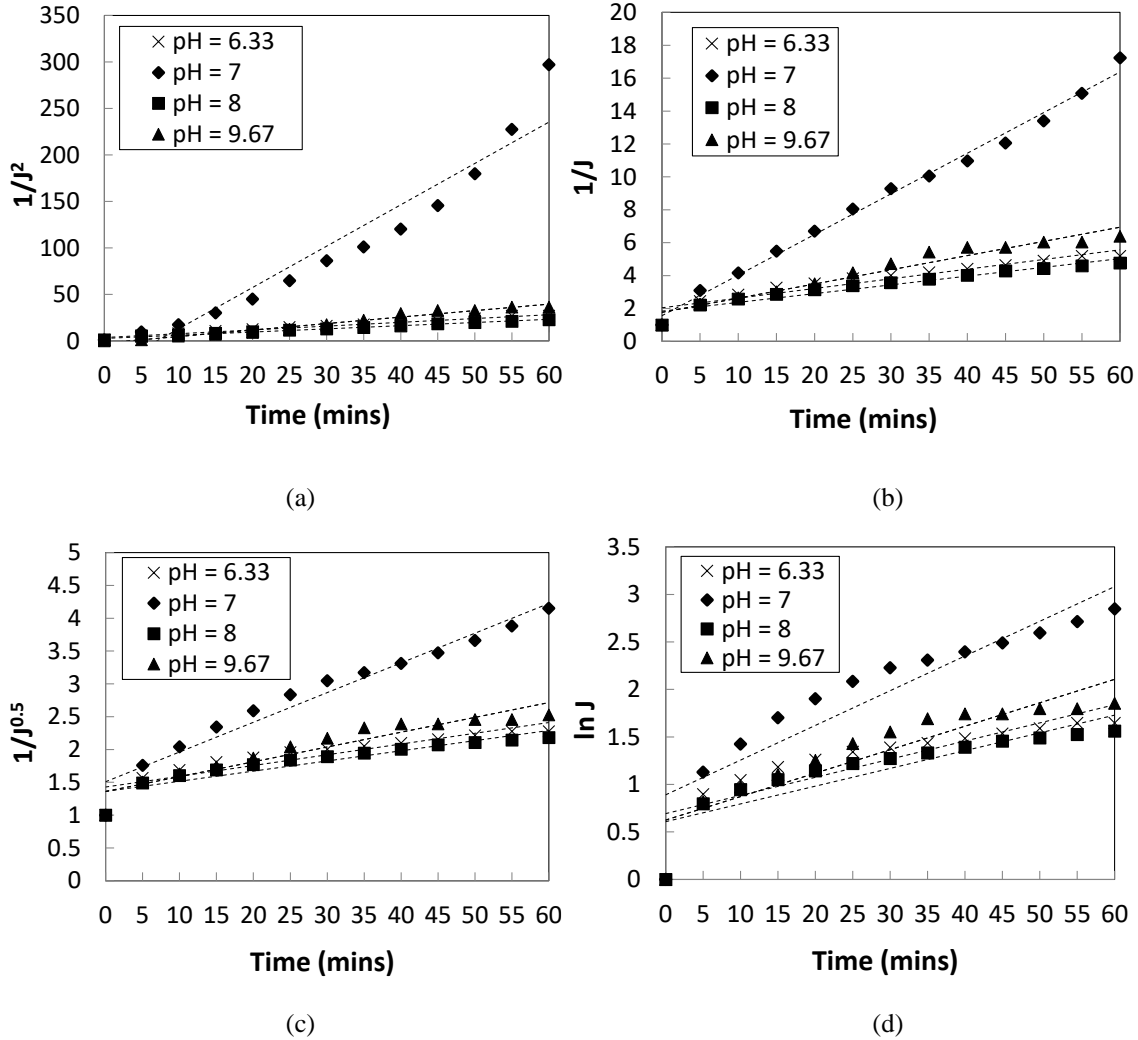 350
300
250
200
150
100
50
0
1/J²
pH = 6.33
pH = 7
pH = 8
pH = 9.67
0 5 10 15 20 25 30 35 40 45 50 55 60
Time (mins)
(a)
20
18
16
14
12
10
8
6
4
2
0
1/J
pH = 6.33
pH = 7
pH = 8
pH = 9.67
0 5 10 15 20 25 30 35 40 45 50 55 60
Time (mins)
(b)
5
4.5
4
3.5
3
2.5
2
1.5
1
0.5
0
1/J⁰·⁵
pH = 6.33
pH = 7
pH = 8
pH = 9.67
0 5 10 15 20 25 30 35 40 45 50 55 60
Time (mins)
(c)
3.5
3
2.5
2
1.5
1
0.5
0
ln J
pH = 6.33
pH = 7
pH = 8
pH = 9.67
0 5 10 15 20 25 30 35 40 45 50 55 60
Time (mins)
(d)